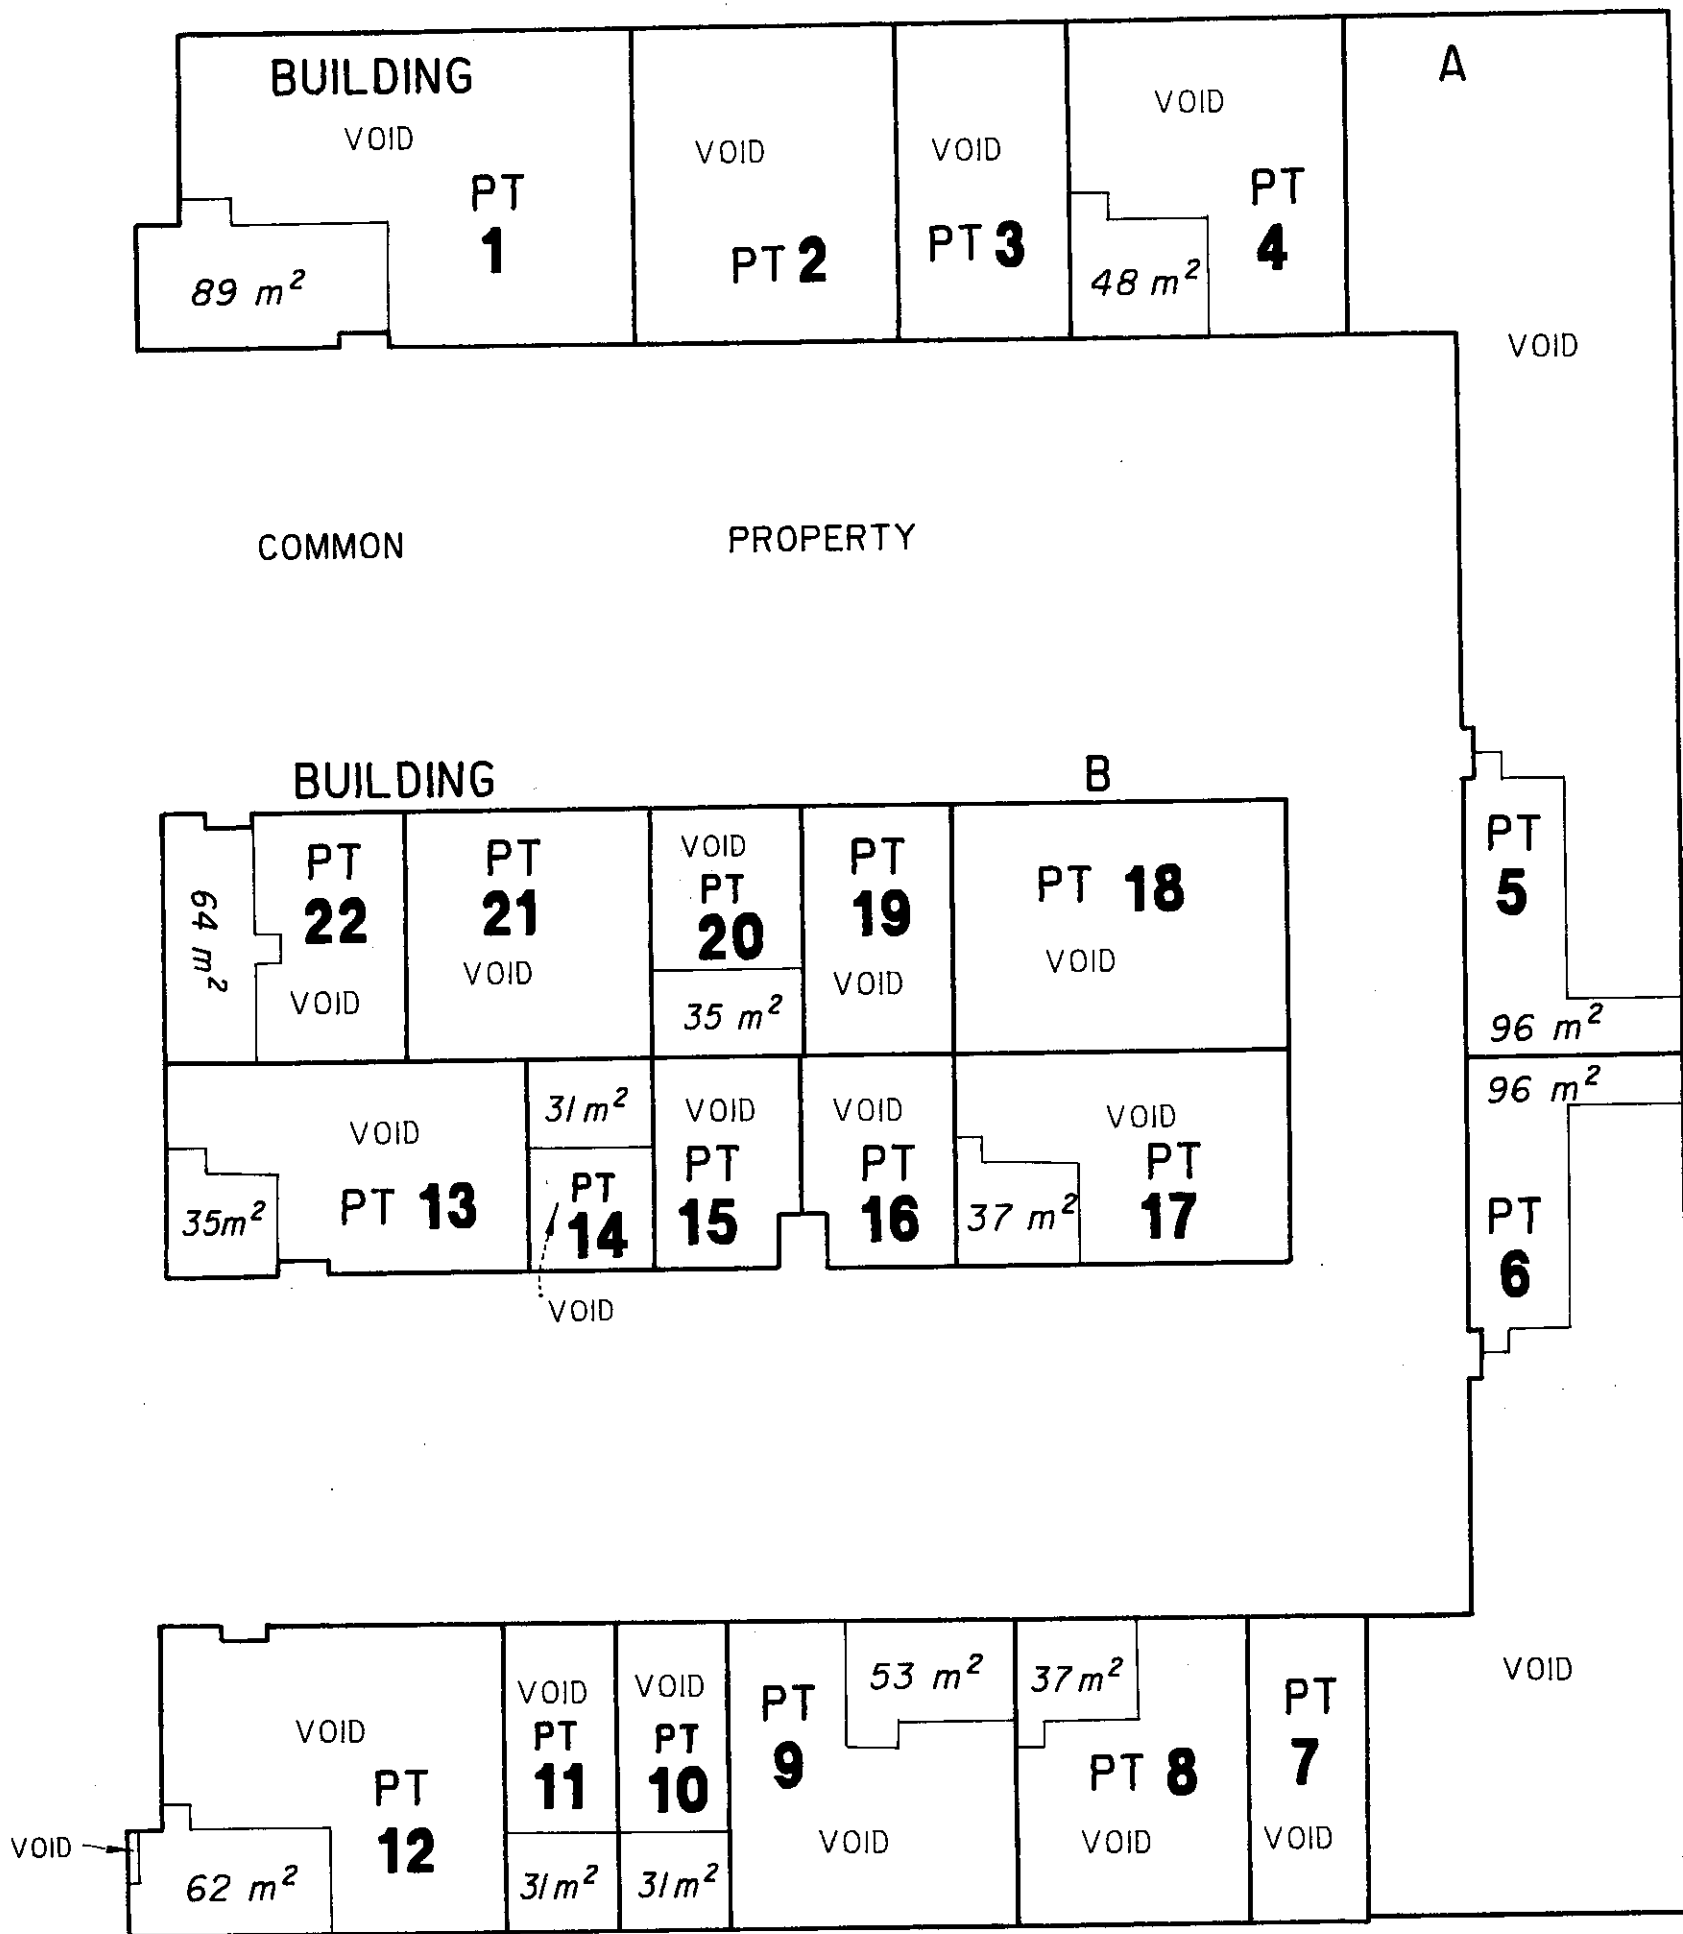 BUILDING A
VOID
PT
1
89 m²
VOID
PT 2
VOID
PT 3
VOID
PT
4
48 m²
VOID
COMMON PROPERTY
BUILDING B
64 m²
PT
22
VOID
PT
21
VOID
VOID
PT
20
35 m²
PT
19
VOID
PT 18
VOID
PT
5
96 m²
VOID
PT 13
35m²
31m²
PT
14
VOID
VOID
PT
15
VOID
PT
16
VOID
PT
17
37 m²
96 m²
PT
6
VOID
PT
12
VOID
62 m²
VOID
PT
11
31m²
VOID
PT
10
31m²
PT
9
53 m²
VOID
37m²
PT 8
VOID
PT
7
VOID
VOID